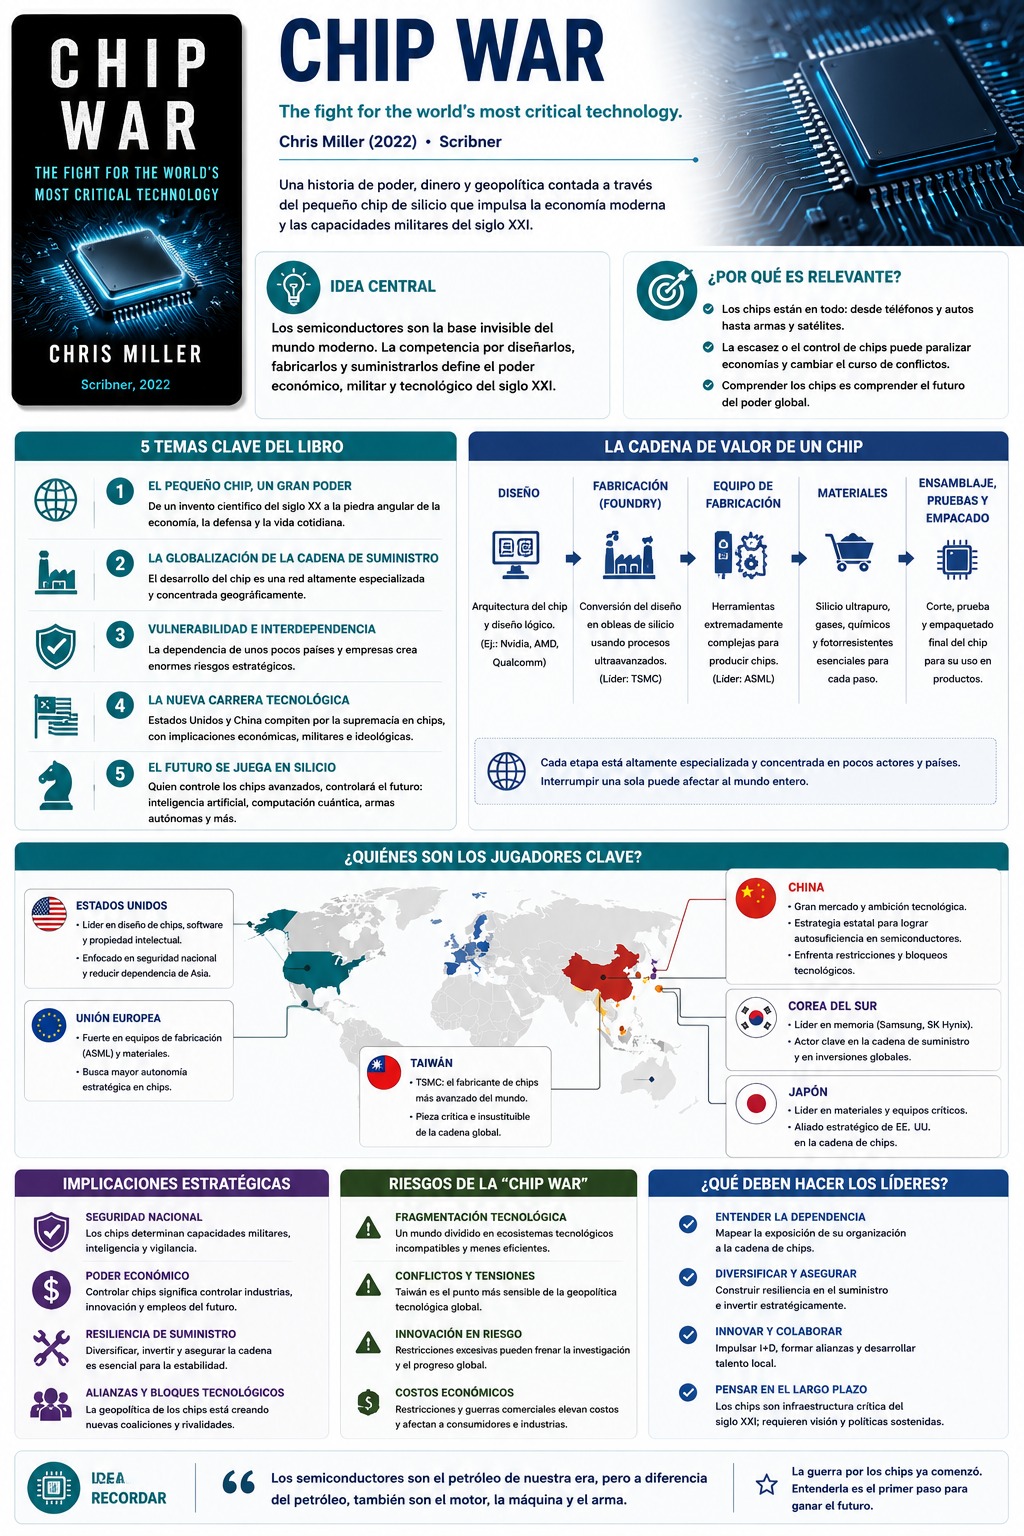 CHIP
WAR
THE FIGHT FOR THE WORLD'S
MOST CRITICAL TECHNOLOGY
CHRIS MILLER
Scribner, 2022
CHIP WAR
The fight for the world's most critical technology.
Chris Miller (2022) • Scribner
Una historia de poder, dinero y geopolítica contada a través
del pequeño chip de silicio que impulsa la economía moderna
y las capacidades militares del siglo XXI.
IDEA CENTRAL
Los semiconductores son la base invisible del
mundo moderno. La competencia por diseñarlos,
fabricarlos y suministrarlos define el poder
económico, militar y tecnológico del siglo XXI.
¿POR QUÉ ES RELEVANTE?
Los chips están en todo: desde téléfonos y autos
hasta armas y satélites.
La escasez o el control de chips puede paralizar
economías y cambiar el curso de conflictos.
Comprender los chips es comprender el futuro
del poder global.
5 TEMAS CLAVE DEL LIBRO
1
EL PEQUEÑO CHIP, UN GRAN PODER
De un invento científico del siglo XX a la piedra angular de la
economía, la defensa y la vida cotidiana.
2
LA GLOBALIZACIÓN DE LA CADENA DE SUMINISTRO
El desarrollo del chip es una red altamente especializada
y concentrada geográficamente.
3
VULNERABILIDAD E INTERDEPENDENCIA
La dependencia de unos pocos países y empresas crea
enormes riesgos estratégicos.
4
LA NUEVA CARRERA TECNOLÓGICA
Estados Unidos y China compiten por la supremacía en chips,
con implicaciones económicas, militares e ideológicas.
5
EL FUTURO SE JUEGA EN SILICIO
Quien controle los chips avanzados, controlará el futuro:
inteligencia artificial, computación cuántica, armas
autónomas y más.
LA CADENA DE VALOR DE UN CHIP
DISEÑO
Arquitectura del chip
y diseño lógico.
(Ej.: Nvidia, AMD,
Qualcomm)
FABRICACIÓN
(FOUNDRY)
Conversión del diseño
en obleas de silicio
usando procesos
ultraavanzados.
(Líder: TSMC)
EQUIPO DE
FABRICACIÓN
Herramientas
extremadamente
complejas para
producir chips.
(Líder: ASML)
MATERIALES
Silicio ultrapuro,
gases, químicos
y fotorresistentes
esenciales para
cada paso.
ENSAMBLAJE,
PRUEBAS Y
EMPACADO
Corte, prueba
y empaquetado
final del chip
para su uso en
productos.
Cada etapa está altamente especializada y concentrada en pocos actores y países.
Interrumpir una sola puede afectar al mundo entero.
¿QUIÉNES SON LOS JUGADORES CLAVE?
ESTADOS UNIDOS
• Líder en diseño de chips, software
y propiedad intelectual.
• Enfocado en seguridad nacional
y reducir dependencia de Asia.
UNIÓN EUROPEA
• Fuerte en equipos de fabricación
(ASML) y materiales.
• Busca mayor autonomía
estratégica en chips.
TAIWÁN
• TSMC: el fabricante de chips
más avanzado del mundo.
• Pieza crítica e insustituible
de la cadena global.
CHINA
• Gran mercado y ambición tecnológica.
• Estrategia estatal para lograr
autosuficiencia en semiconductores.
• Enfrenta restricciones y bloqueos
tecnológicos.
COREA DEL SUR
• Líder en memoria (Samsung, SK Hynix).
• Actor clave en la cadena de suministro
y en inversiones globales.
JAPÓN
• Lider en materiales y equipos críticos.
• Aliado estratégico de EE. UU.
en la cadena de chips.
IMPLICACIONES ESTRATÉGICAS
SEGURIDAD NACIONAL
Los chips determinan capacidades militares,
inteligencia y vigilancia.
$
PODER ECONÓMICO
Controlar chips significa controlar industrias,
innovación y empleos del futuro.
RESILIENCIA DE SUMINISTRO
Diversificar, invertir y asegurar la cadena
es esencial para la estabilidad.
ALIANZAS Y BLOQUES TECNOLÓGICOS
La geopolítica de los chips está creando
nuevas coaliciones y rivalidades.
RIESGOS DE LA “CHIP WAR”
FRAGMENTACIÓN TECNOLÓGICA
Un mundo dividido en ecosistemas tecnológicos
incompatibles y menes eficientes.
CONFLICTOS Y TENSIONES
Taiwán es el punto más sensible de la geopolítica
tecnológica global.
INNOVACIÓN EN RIESGO
Restricciones excesivas pueden frenar la investigación
y el progreso global.
$
COSTOS ECONÓMICOS
Restricciones y guerras comerciales elevan costos
y afectan a consumidores e industrias.
¿QUÉ DEBEN HACER LOS LÍDERES?
ENTENDER LA DEPENDENCIA
Mapear la exposición de su organización
a la cadena de chips.
DIVERSIFICAR Y ASEGURAR
Construir resiliencia en el suministro
e invertir estratégicamente.
INNOVAR Y COLABORAR
Impulsar I+D, formar alianzas y desarrollar
talento local.
PENSAR EN EL LARGO PLAZO
Los chips son infraestructura crítica del
siglo XXI; requieren visión y políticas sostenidas.
RECORDAR
“ Los semiconductores son el petróleo de nuestra era, pero a diferencia
del petróleo, también son el motor, la máquina y el arma.
La guerra por los chips ya comenzó.
Entenderla es el primer paso para
ganar el futuro.